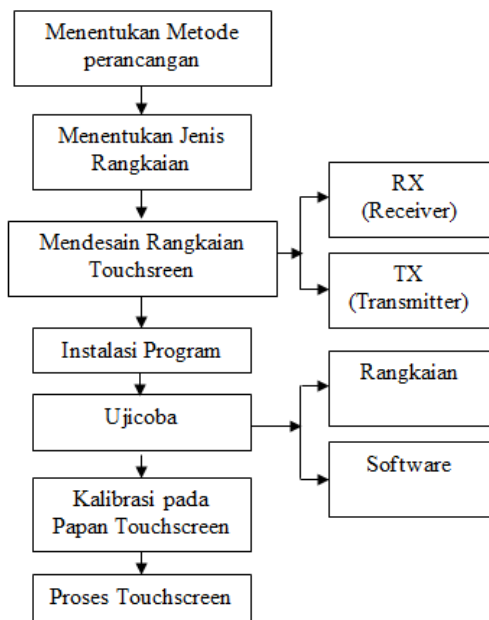 Menentukan Metode
perancangan
Menentukan Jenis
Rangkaian
Mendesain Rangkaian
Touchsreen
RX
(Receiver)
TX
(Transmitter)
Instalasi Program
Ujicoba
Rangkaian
Software
Kalibrasi pada
Papan Touchscreen
Proses Touchscreen